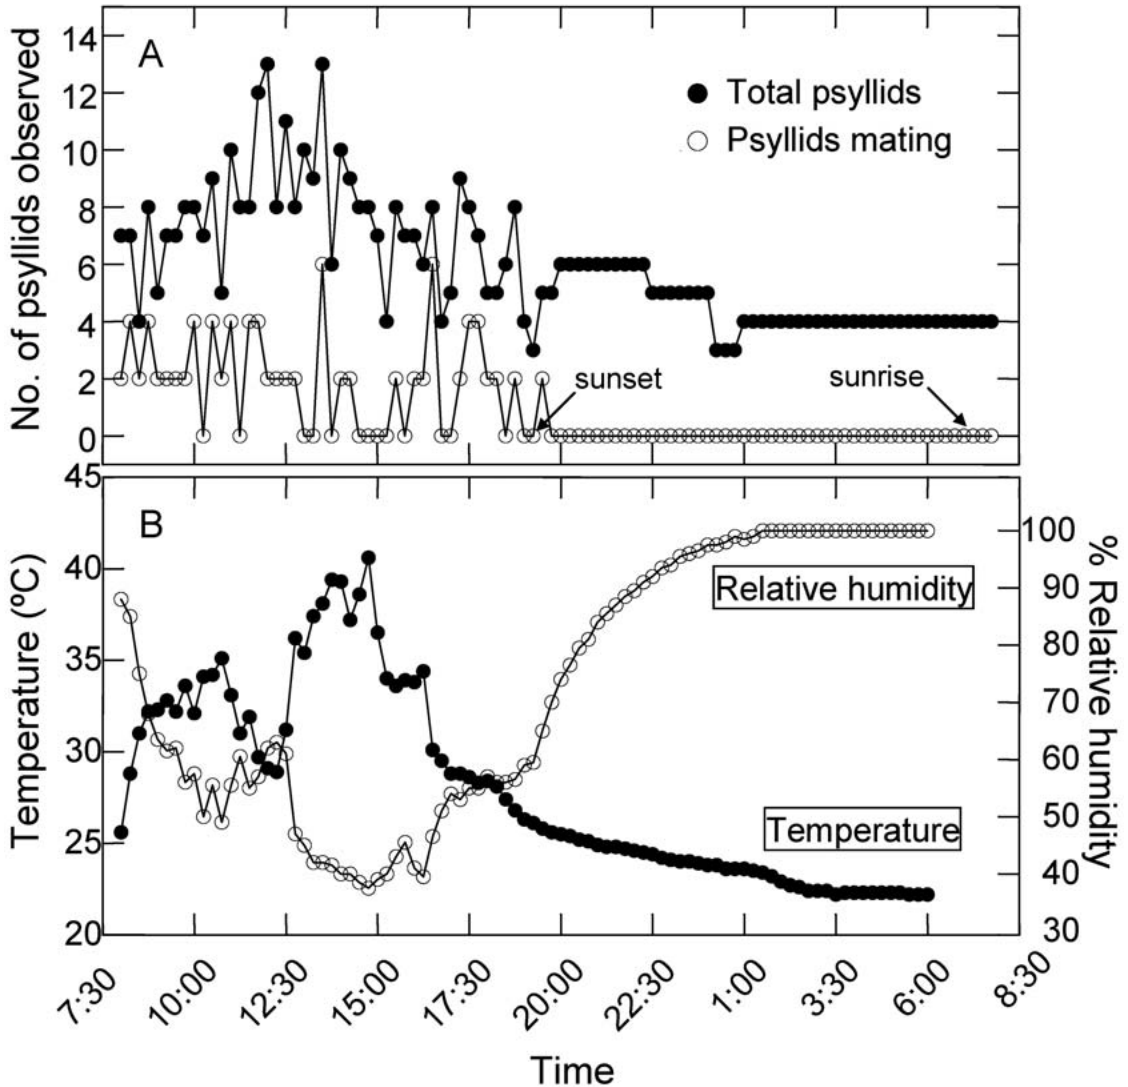 A
No. of psyllids observed
14
12
10
8
6
4
2
0
Total psyllids
Psyllids mating
sunset
sunrise
B
Temperature (ºC)
45
40
35
30
25
20
Relative humidity
Temperature
% Relative humidity
100
90
80
70
60
50
40
30
7:30
10:00
12:30
15:00
17:30
20:00
22:30
1:00
3:30
6:00
8:30
Time